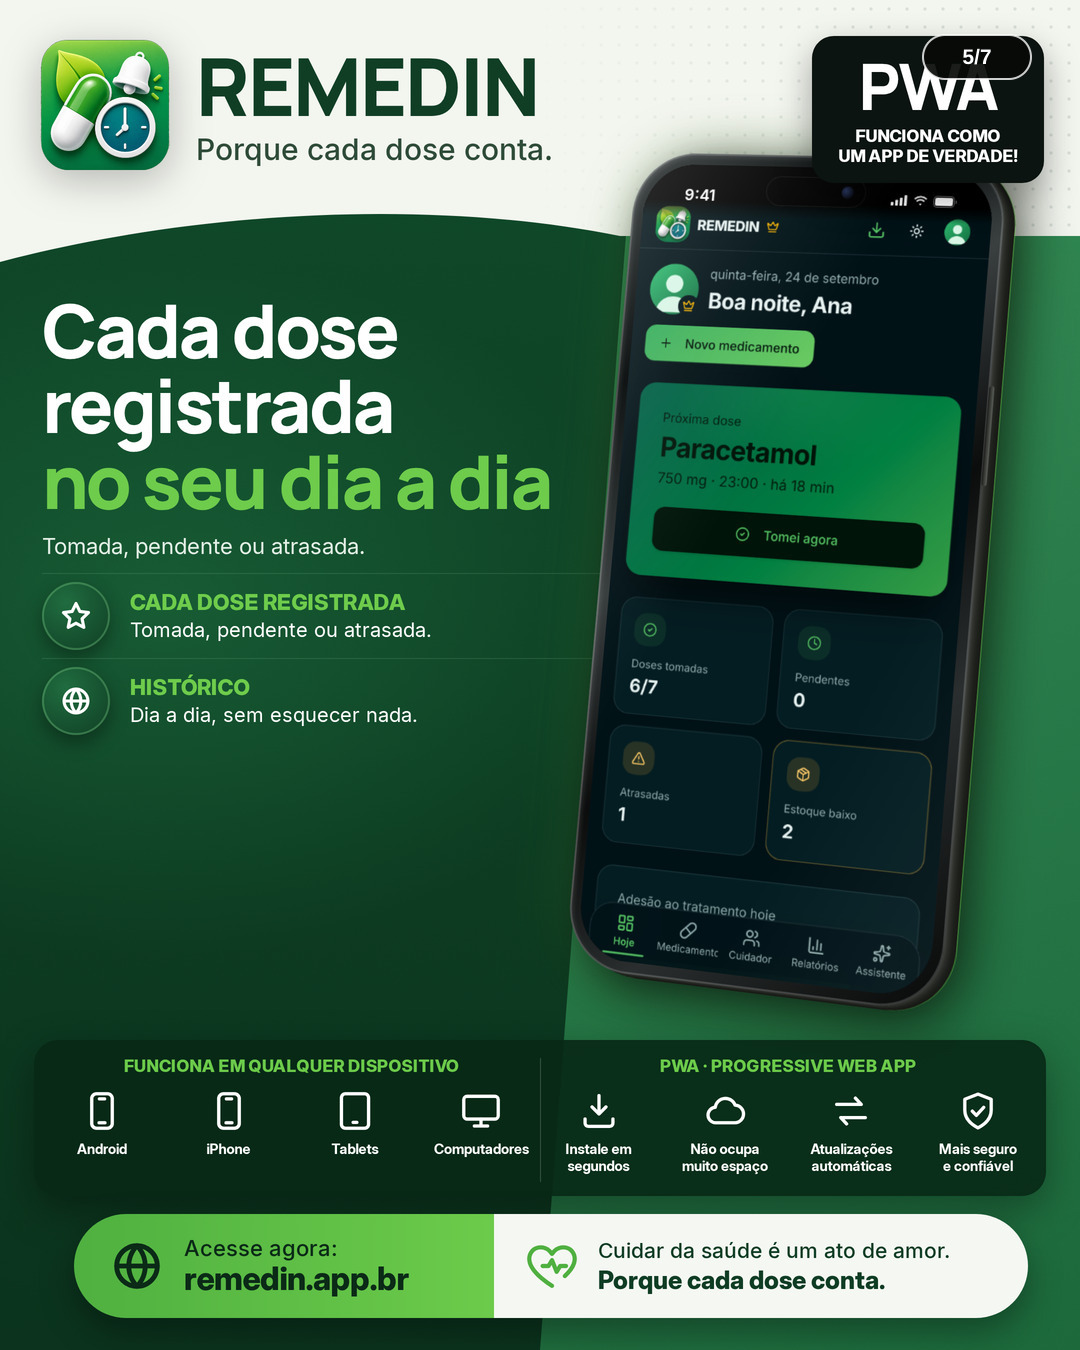 REMEDIN
Porque cada dose conta.
5/7
PWA
FUNCIONA COMO
UM APP DE VERDADE!
9:41
REMEDIN
quinta-feira, 24 de setembro
Boa noite, Ana
+ Novo medicamento
Próxima dose
Paracetamol
750 mg · 23:00 · há 18 min
Tomei agora
Doses tomadas
6/7
Pendentes
0
Atrasadas
1
Estoque baixo
2
Adesão ao tratamento hoje
Hoje
Medicamentc
Cuidador
Relatórios
Assistente
Cada dose
registrada
no seu dia a dia
Tomada, pendente ou atrasada.
CADA DOSE REGISTRADA
Tomada, pendente ou atrasada.
HISTÓRICO
Dia a dia, sem esquecer nada.
FUNCIONA EM QUALQUER DISPOSITIVO
Android
iPhone
Tablets
Computadores
PWA · PROGRESSIVE WEB APP
Instale em
segundos
Não ocupa
muito espaço
Atualizações
automáticas
Mais seguro
e confiável
Acesse agora:
remedin.app.br
Cuidar da saúde é um ato de amor.
Porque cada dose conta.